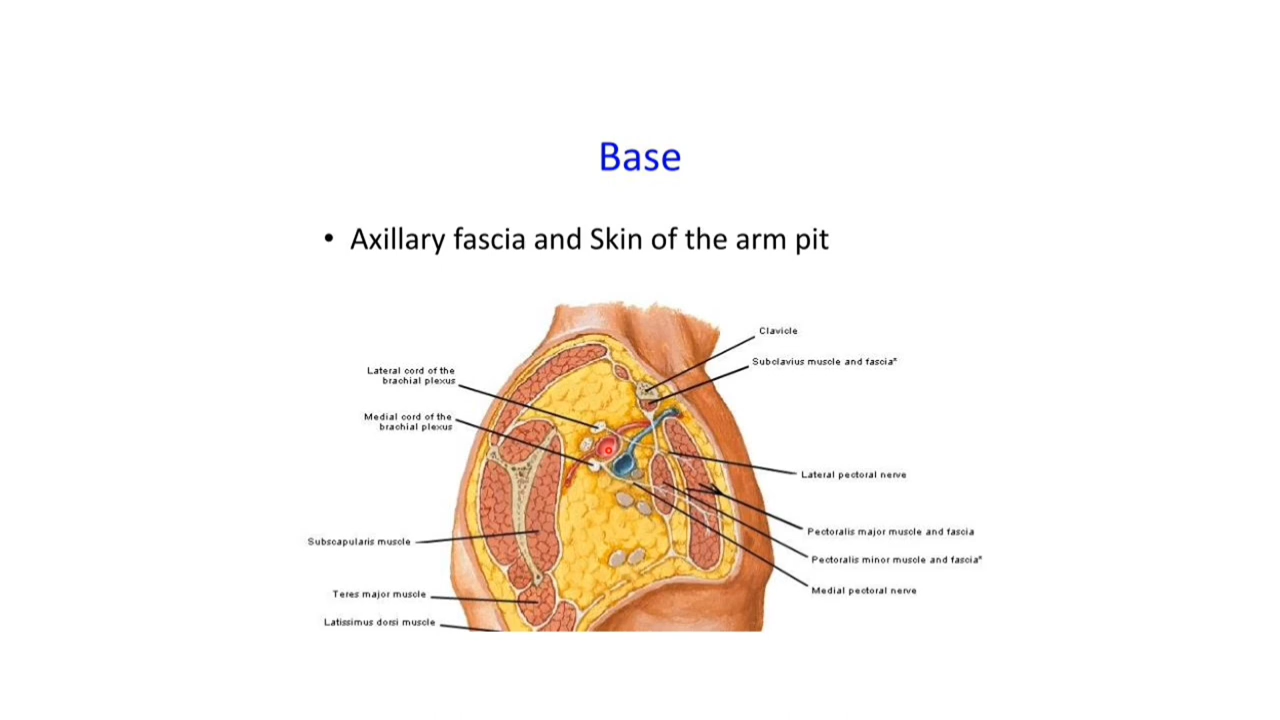 Base
• Axillary fascia and Skin of the arm pit
Clavicle
Subclavius muscle and fascia*
Lateral cord of the
brachial plexus
Medial cord of the
brachial plexus
Lateral pectoral nerve
Pectoralis major muscle and fascia
Subscapularis muscle
Pectoralis minor muscle and fascia*
Medial pectoral nerve
Teres major muscle
Latissimus dorsi muscle